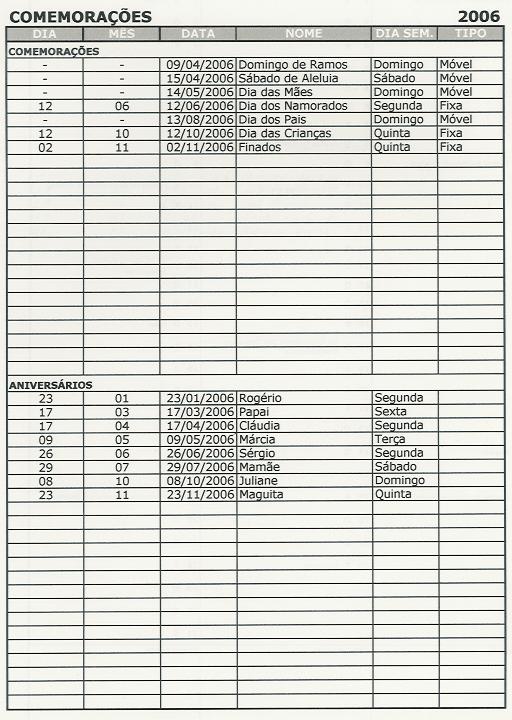 COMEMORAÇÕES 2006
DIA MÊS DATA NOME DIA SEM. TIPO
COMEMORAÇÕES
- - 09/04/2006 Domingo de Ramos Domingo Móvel
- - 15/04/2006 Sábado de Aleluia Sábado Móvel
- - 14/05/2006 Dia das Mães Domingo Móvel
12 06 12/06/2006 Dia dos Namorados Segunda Fixa
- - 13/08/2006 Dia dos Pais Domingo Móvel
12 10 12/10/2006 Dia das Crianças Quinta Fixa
02 11 02/11/2006 Finados Quinta Fixa
ANIVERSÁRIOS
23 01 23/01/2006 Rogério Segunda
17 03 17/03/2006 Papai Sexta
17 04 17/04/2006 Cláudia Segunda
09 05 09/05/2006 Márcia Terça
26 06 26/06/2006 Sérgio Segunda
29 07 29/07/2006 Mamãe Sábado
08 10 08/10/2006 Juliane Domingo
23 11 23/11/2006 Maguita Quinta